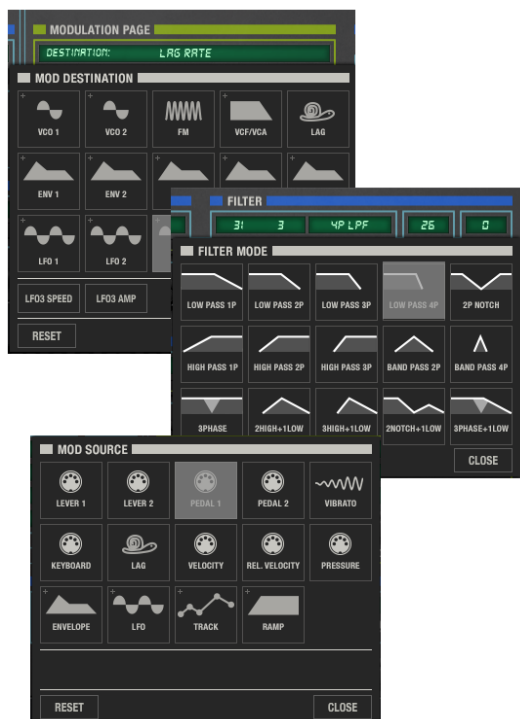 MODULATION PAGE
DESTINATION: LAG RATE
MOD DESTINATION
VCO 1 VCO 2 FM VCF/VCA LAG
ENV 1 ENV 2
LFO 1 LFO 2
LFO3 SPEED LFO3 AMP
RESET
FILTER
31 3 4P LPF 26 0
FILTER MODE
LOW PASS 1P LOW PASS 2P LOW PASS 3P LOW PASS 4P 2P NOTCH
HIGH PASS 1P HIGH PASS 2P HIGH PASS 3P BAND PASS 2P BAND PASS 4P
3PHASE 2HIGH+1LOW 3HIGH+1LOW 2NOTCH+1LOW 3PHASE+1LOW
CLOSE
MOD SOURCE
LEVER 1 LEVER 2 PEDAL 1 PEDAL 2 VIBRATO
KEYBOARD LAG VELOCITY REL. VELOCITY PRESSURE
ENVELOPE LFO TRACK RAMP
RESET CLOSE